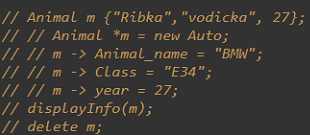 // Animal m {"Ribka","vodicka", 27};
// // Animal *m = new Auto;
// // m -> Animal_name = "BMW";
// // m -> Class = "E34";
// // m -> year = 27;
// displayInfo(m);
// delete m;